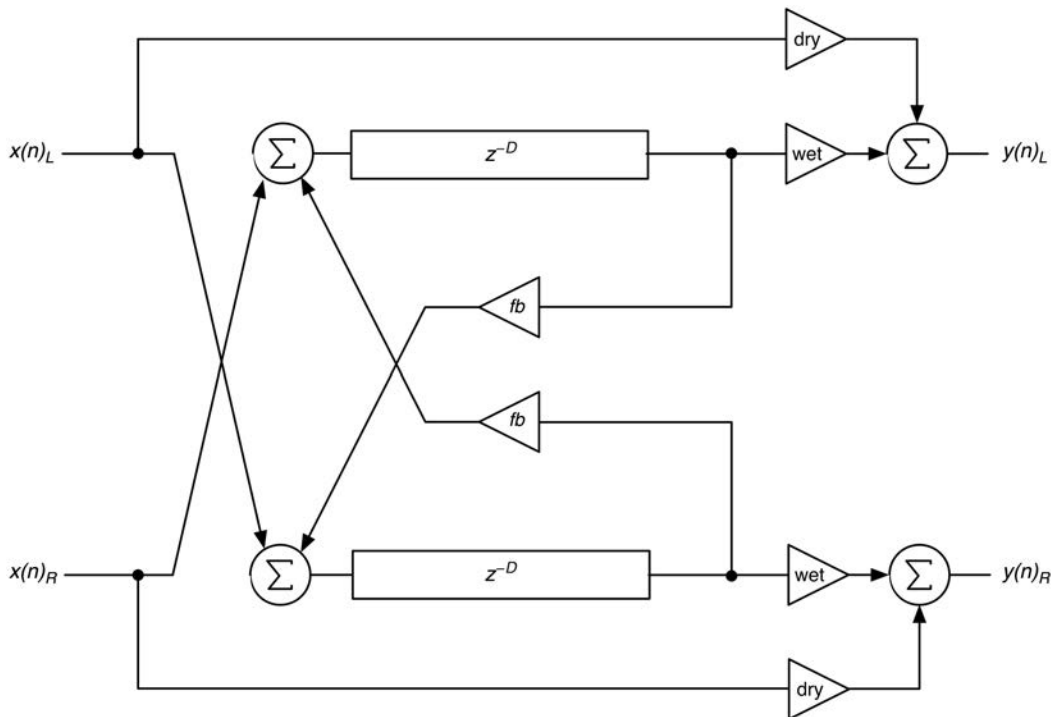 dry
x(n)L
Σ
z−D
wet
Σ
y(n)L
fb
fb
x(n)R
Σ
z−D
wet
Σ
y(n)R
dry